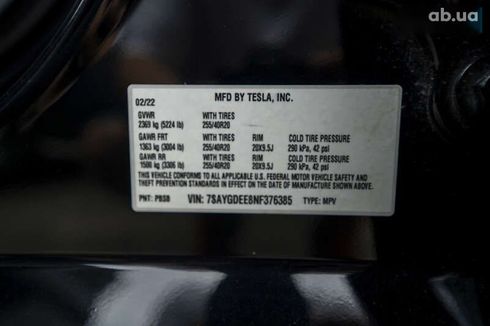 ab.ua
MFD BY TESLA, INC.
02/22
GVWR WITH TIRES
2369 kg (5224 lb) 255/40R20
GAWR FRT WITH TIRES RIM COLD TIRE PRESSURE
1363 kg (3004 lb) 255/40R20 20X9.5J 290 kPa, 42 psi
GAWR RR WITH TIRES RIM COLD TIRE PRESSURE
1500 kg (3306 lb) 255/40R20 20X9.5J 290 kPa, 42 psi
THIS VEHICLE CONFORMS TO ALL APPLICABLE U.S. FEDERAL MOTOR VEHICLE SAFETY AND
THEFT PREVENTION STANDARDS IN EFFECT ON THE DATE OF MANUFACTURE SHOWN ABOVE.
PNT: PBSB VIN: 7SAYGDEE8NF376385 TYPE: MPV